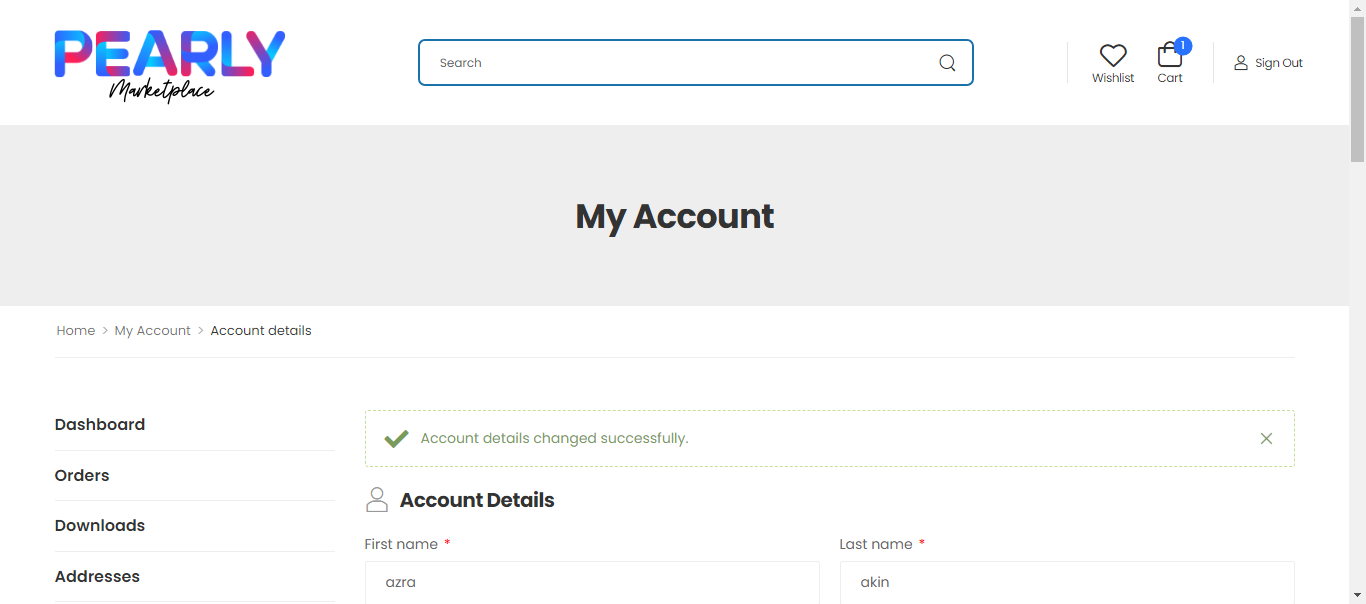 PEARLY
Marketplace
Search
Wishlist
1
Cart
Sign Out
My Account
Home > My Account > Account details
Dashboard
Orders
Downloads
Addresses
Account details changed successfully.
Account Details
First name *
Last name *
azra
akin